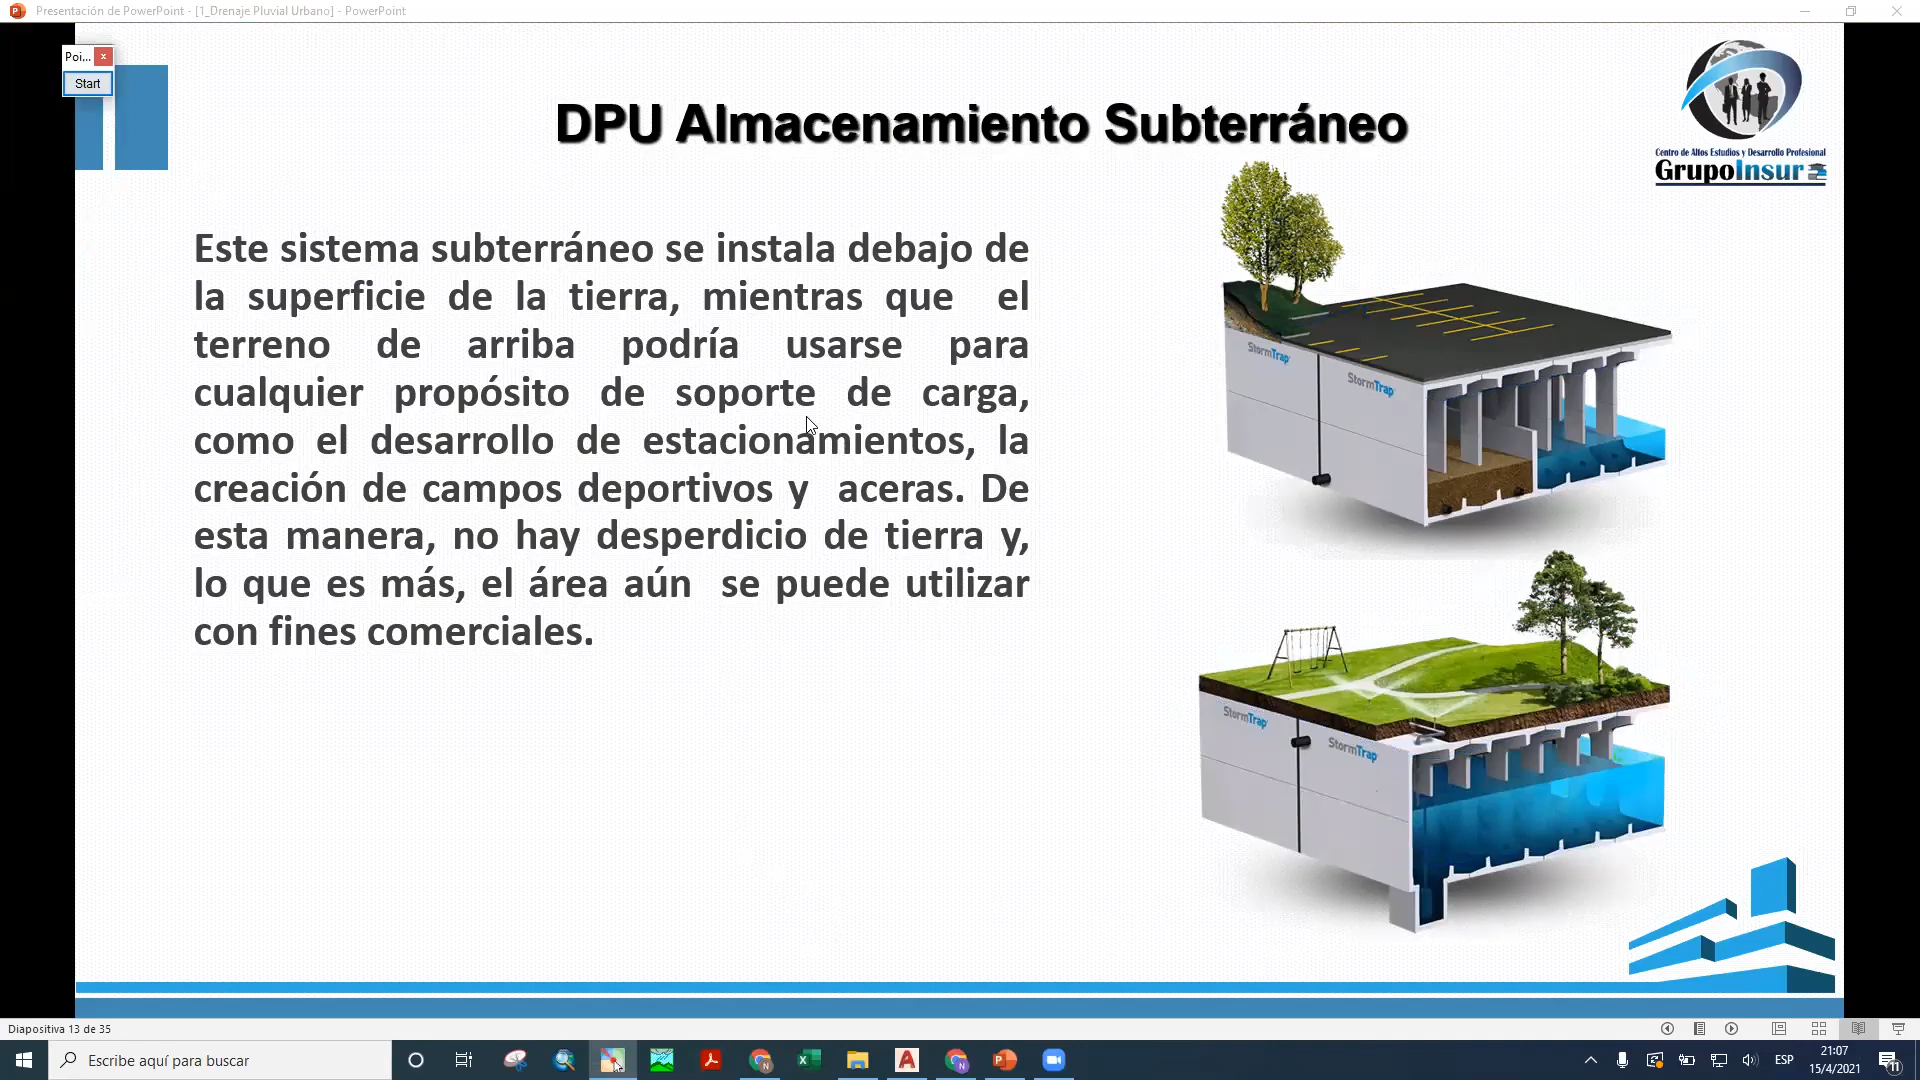 Presentación de PowerPoint - [1_Drenaje Pluvial Urbano] - PowerPoint
Poi...
Start
DPU Almacenamiento Subterráneo
Centro de Altos Estudios y Desarrollo Profesional
GrupoInsur
Este sistema subterráneo se instala debajo de
la superficie de la tierra, mientras que el
terreno de arriba podría usarse para
cualquier propósito de soporte de carga,
como el desarrollo de estacionamientos, la
creación de campos deportivos y aceras. De
esta manera, no hay desperdicio de tierra y,
lo que es más, el área aún se puede utilizar
con fines comerciales.
StormTrap
StormTrap
StormTrap
StormTrap
Diapositiva 13 de 35
Escribe aquí para buscar
ESP
21:07
15/4/2021
11